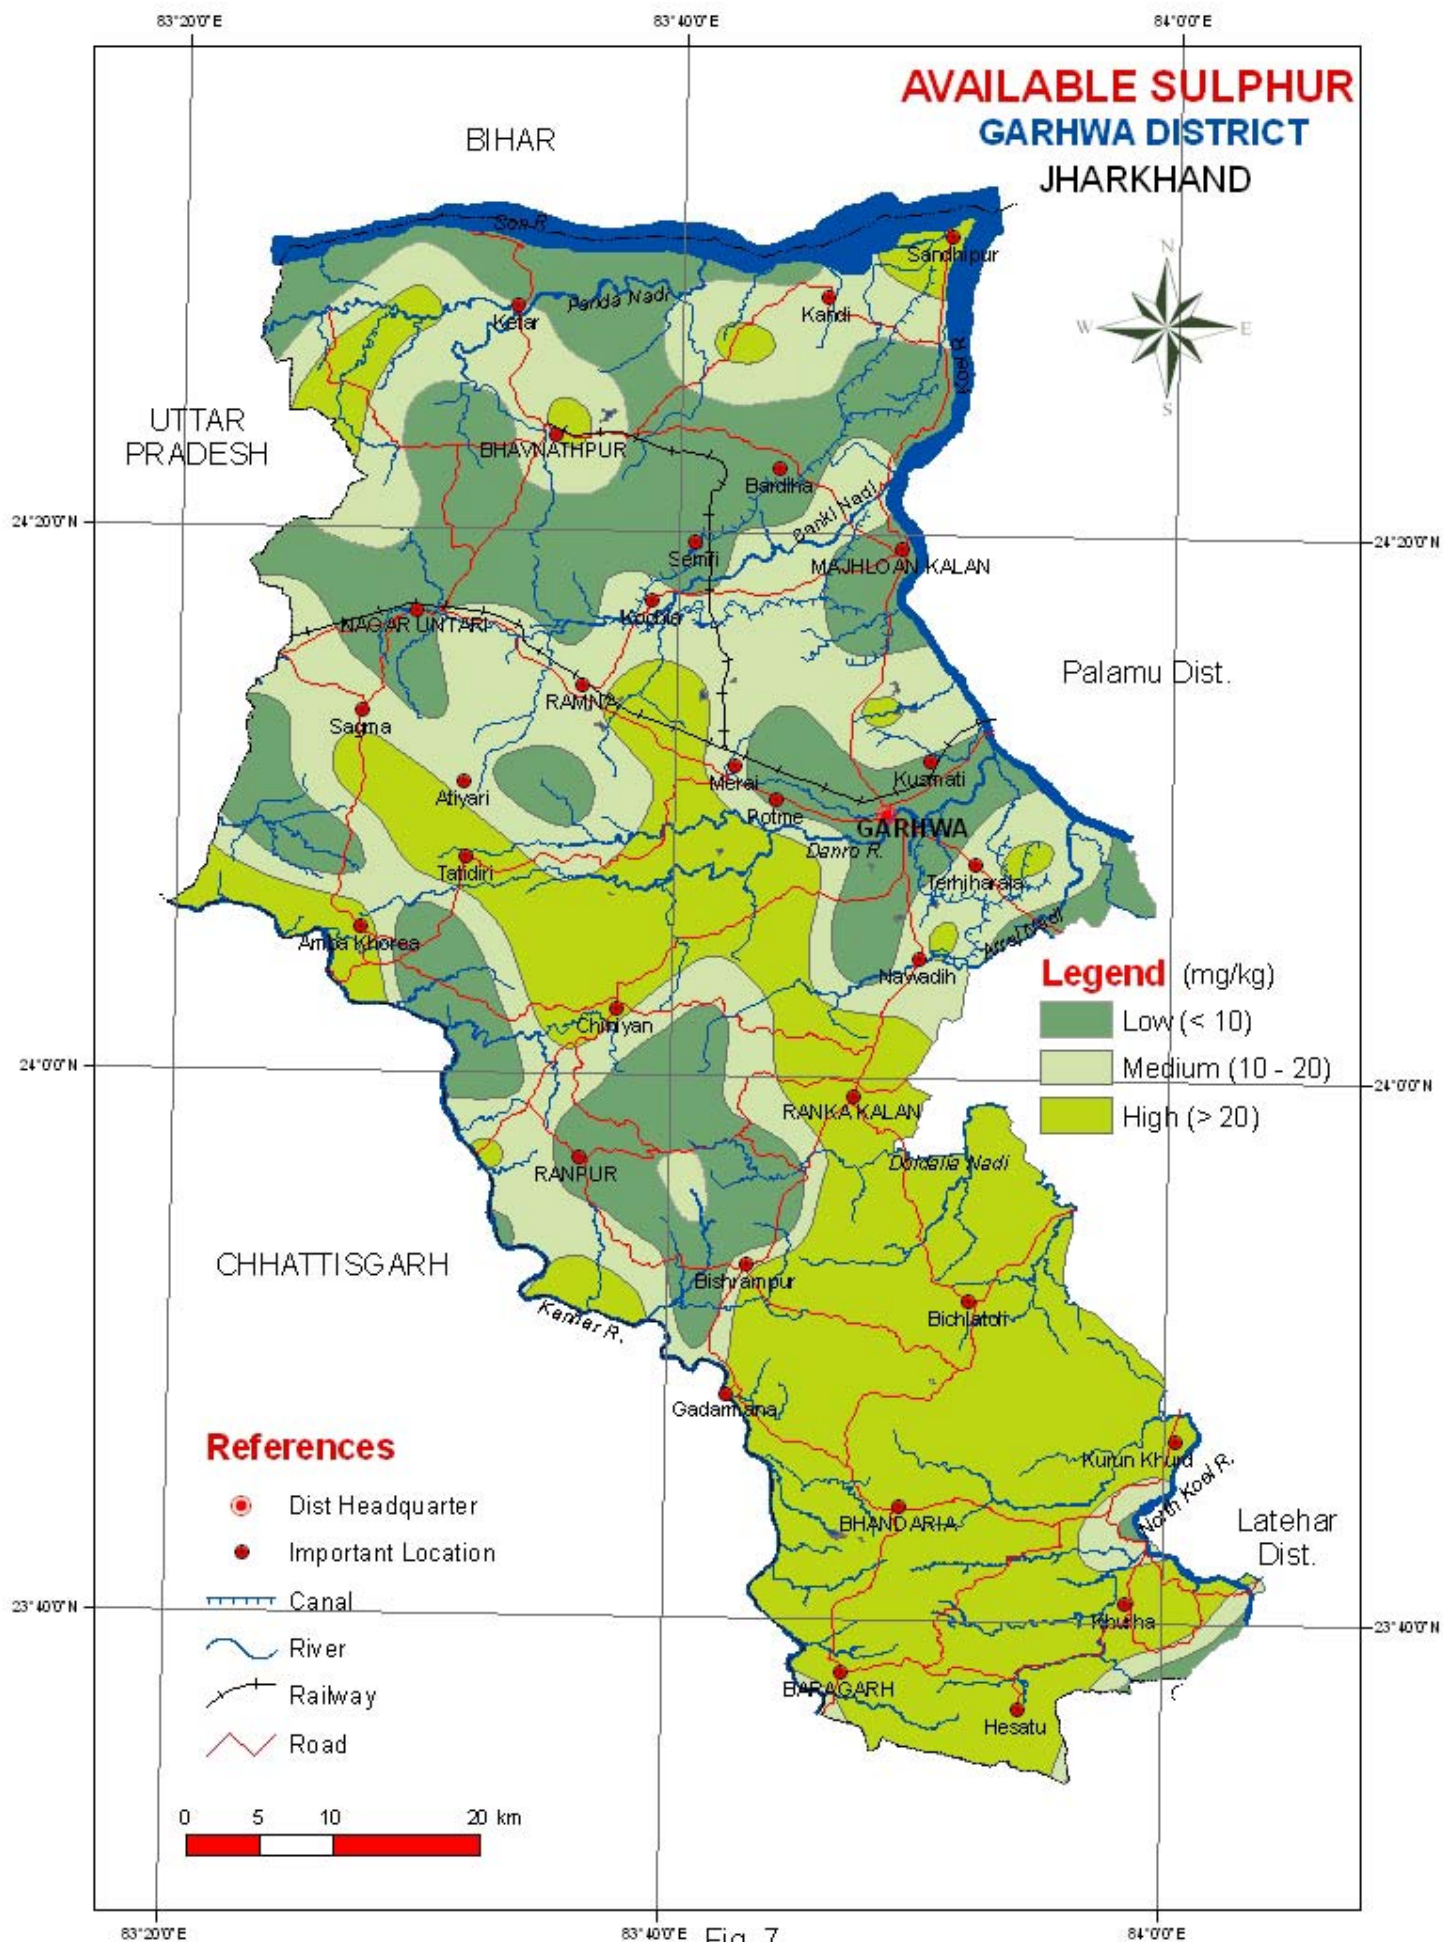 83°20'0"E 83°40'0"E 84°0'0"E
AVAILABLE SULPHUR
GARHWA DISTRICT
JHARKHAND
BIHAR
Son R
Sandhipur
N
W E
S
Panda Nadi
Ketar
Kandi
Koel R
UTTAR
PRADESH
BHAVNATHPUR
Bardiha
Banki Nadi
24°20'0"N
24°20'0"N
Semri
MAJHLOAN KALAN
Kochla
NAGAR UNTARI
Palamu Dist.
RAMNA
Sagma
Merai
Kusmati
Atiyari
Potme
GARHWA
Danro R.
Tatidiri
Terhjharala
Amba Khorea
Nawadih
Legend (mg/kg)
Low (< 10)
Medium (10 - 20)
High (> 20)
Chiniyan
24°0'0"N
24°0'0"N
RANKA KALAN
RANPUR
CHHATTISGARH
Bishrampur
Kanhar R.
Bichlatoli
Gadarmana
Kurun Khurd
North Koel R.
BHANDARIA
Latehar
Dist.
References
Dist Headquarter
Important Location
Canal
River
Railway
Road
23°40'0"N
23°40'0"N
Khutha
BARAGARH
Hesatu
0 5 10 20 km
83°20'0"E 83°40'0"E 84°0'0"E
Fig. 7